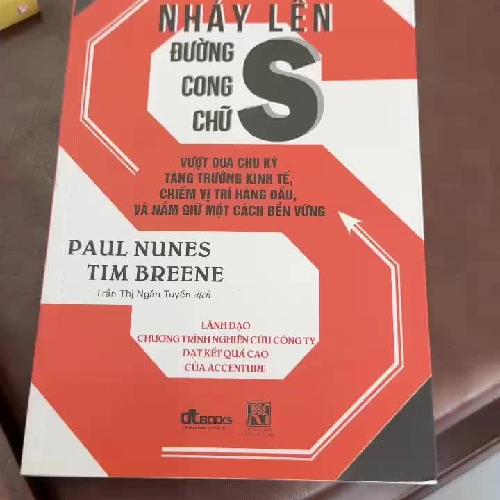 NHẢY LÊN
ĐƯỜNG
CONG
CHỮ
S
VƯỢT QUA CHU KỲ
TĂNG TRƯỞNG KINH TẾ,
CHIẾM VỊ TRÍ HÀNG ĐẦU,
VÀ NẮM GIỮ MỘT CÁCH BỀN VỮNG
PAUL NUNES
TIM BREENE
Trần Thị Ngân Tuyến dịch
LÃNH ĐẠO
CHƯƠNG TRÌNH NGHIÊN CỨU CÔNG TY
ĐẠT KẾT QUẢ CAO
CỦA ACCENTURE
dtBOOKS